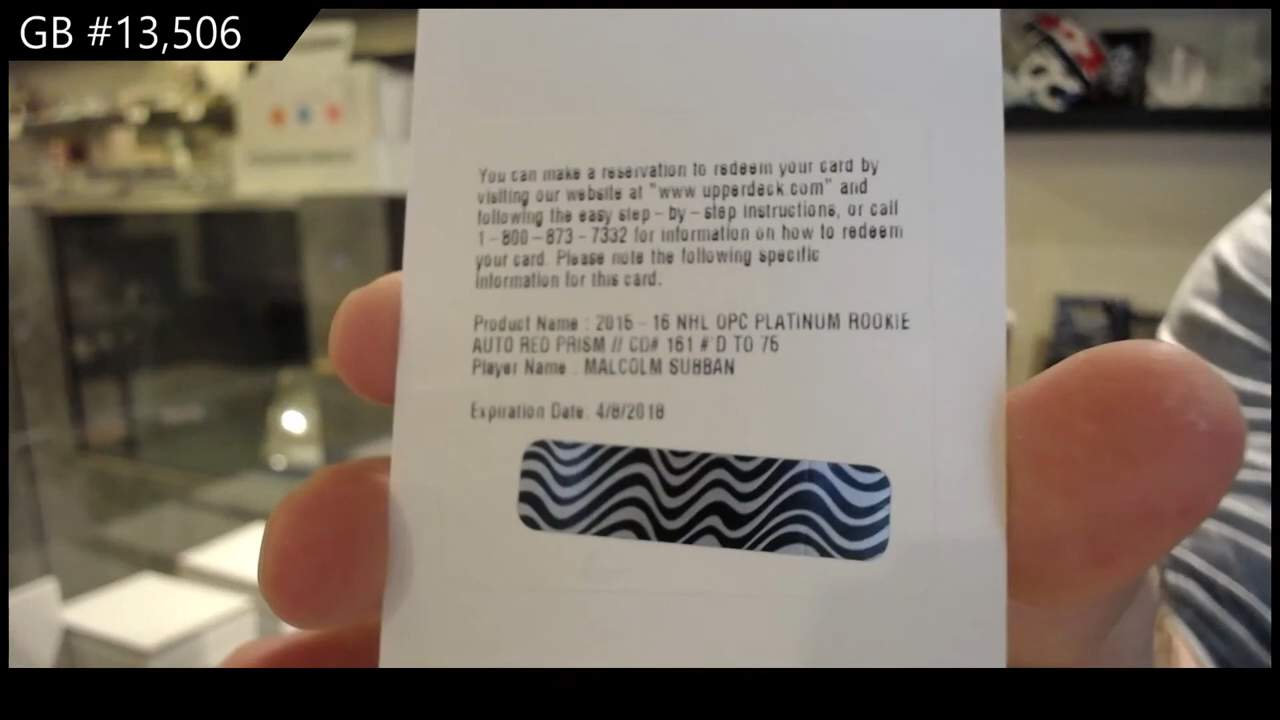 GB #13,506
You can make a reservation to redeem your card by
visiting our website at "www upperdeck.com" and
following the easy step – by – step instructions, or call
1 – 800 – 873 – 7332 for information on how to redeem
your card. Please note the following specific
information for this card.
Product Name : 2015 – 16 NHL OPC PLATINUM ROOKIE
AUTO RED PRISM // CD# 161 #'D TO 75
Player Name : MALCOLM SUBBAN
Expiration Date: 4/8/2018